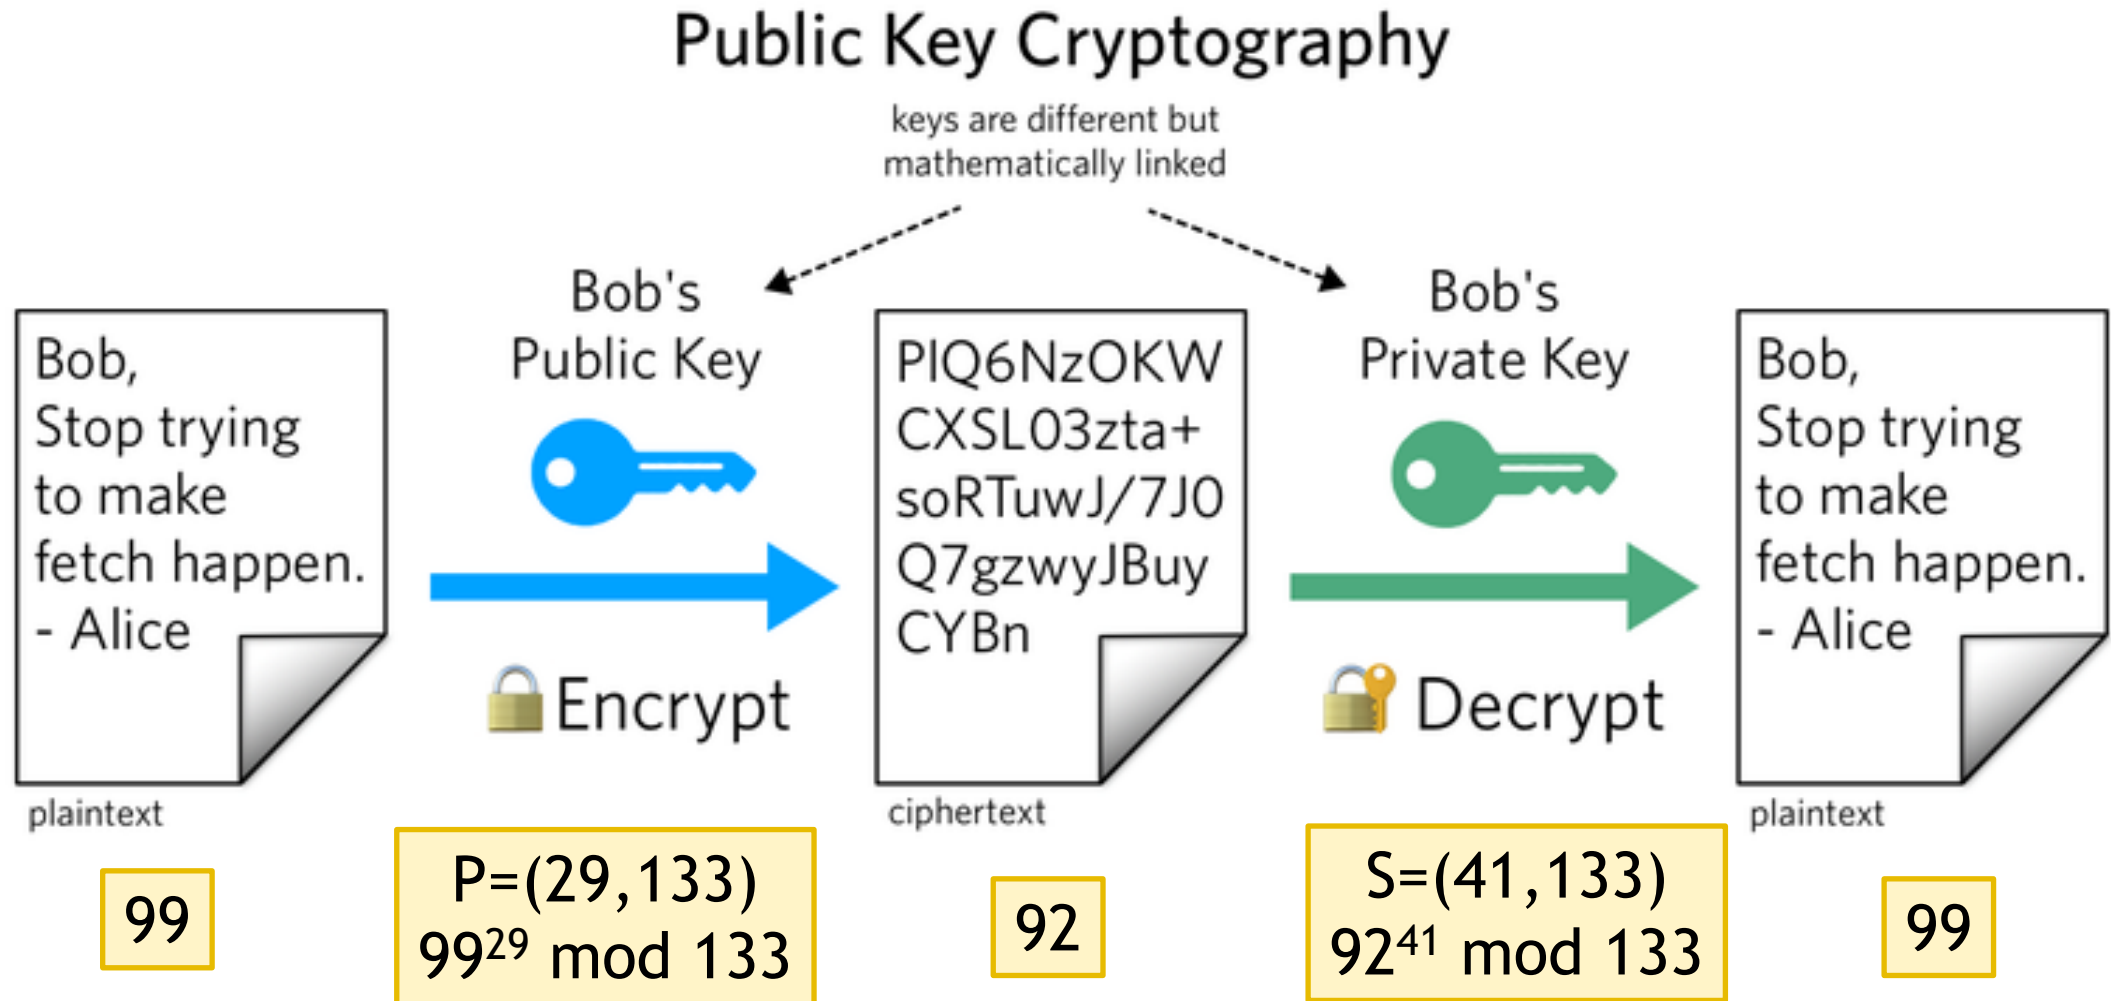 Public Key Cryptography
keys are different but
mathematically linked
Bob,
Stop trying
to make
fetch happen.
- Alice
plaintext
99
Bob's
Public Key
Encrypt
P=(29,133)
99²⁹ mod 133
PlQ6NzOKW
CXSL03zta+
soRTuwJ/7J0
Q7gzwyJBuy
CYBn
ciphertext
92
Bob's
Private Key
Decrypt
S=(41,133)
92⁴¹ mod 133
Bob,
Stop trying
to make
fetch happen.
- Alice
plaintext
99